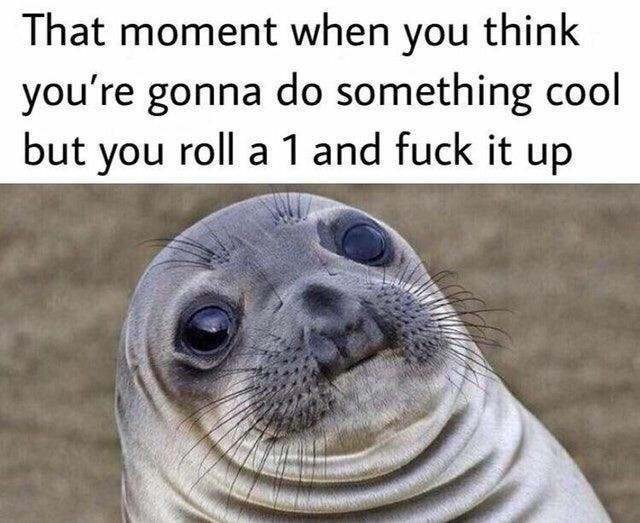 That moment when you think
you're gonna do something cool
but you roll a 1 and fuck it up